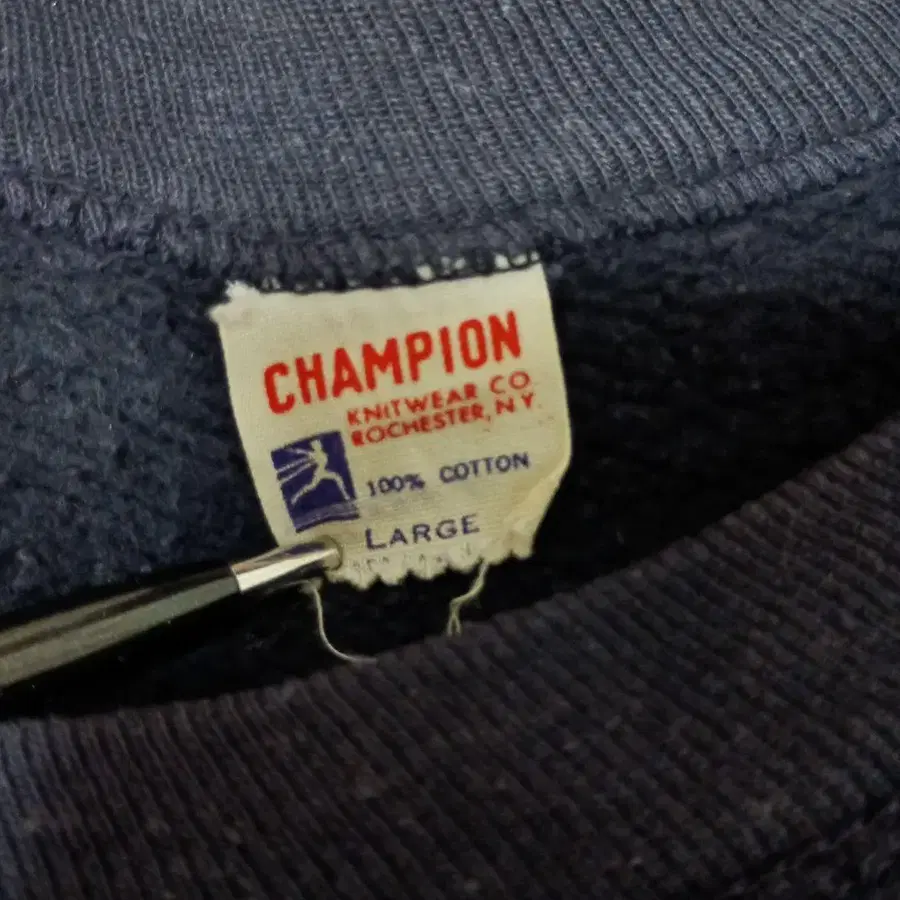 CHAMPION
KNITWEAR CO.
ROCHESTER, N.Y.
100% COTTON
LARGE